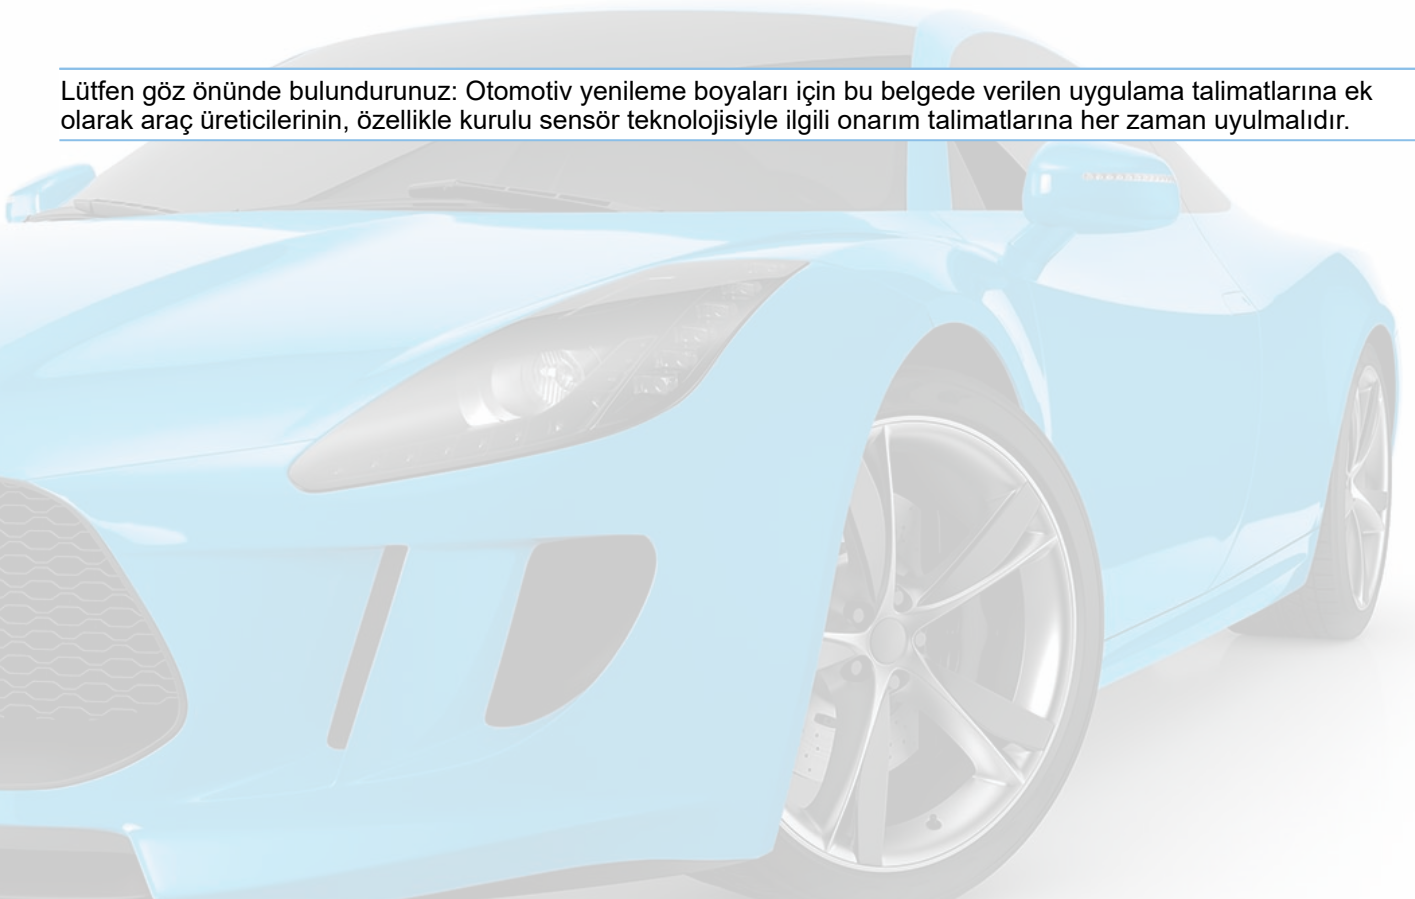 Lütfen göz önünde bulundurunuz: Otomotiv yenileme boyaları için bu belgede verilen uygulama talimatlarına ek
olarak araç üreticilerinin, özellikle kurulu sensör teknolojisiyle ilgili onarım talimatlarına her zaman uyulmalıdır.